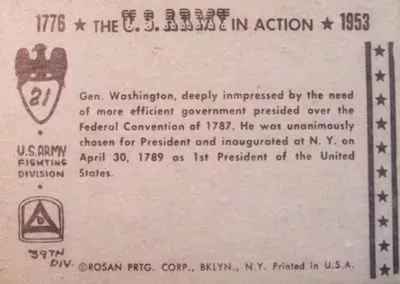 1776 ★ THE U.S. ARMY IN ACTION ★ 1953
21
U.S. ARMY
FIGHTING
DIVISION
Gen. Washington, deeply inmpressed by the need
of more efficient government presided over the
Federal Convention of 1787. He was unanimously
chosen for President and inaugurated at N. Y. on
April 30, 1789 as 1st President of the United
States.
39TH
DIV.
©ROSAN PRTG. CORP., BKLYN., N.Y. Printed in U.S.A.